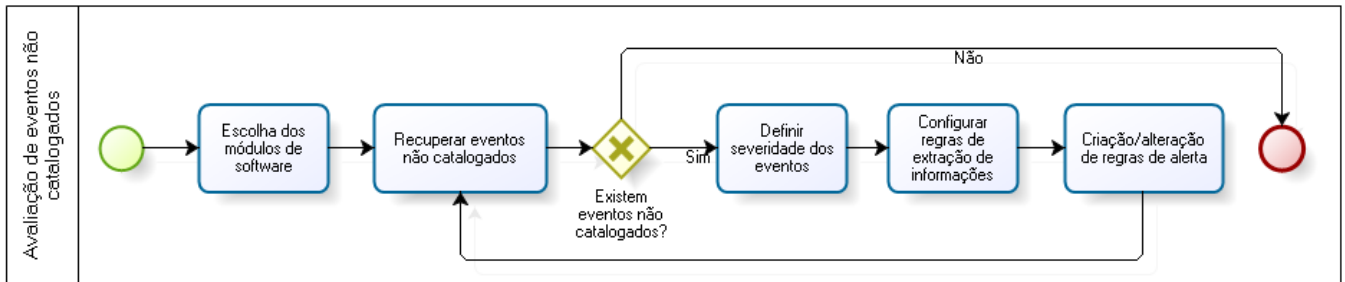 Avaliação de eventos não
catalogados
Escolha dos
módulos de
software
Recuperar eventos
não catalogados
Existem
eventos não
catalogados?
Sim
Não
Definir
severidade dos
eventos
Configurar
regras de
extração de
informações
Criação/alteração
de regras de alerta